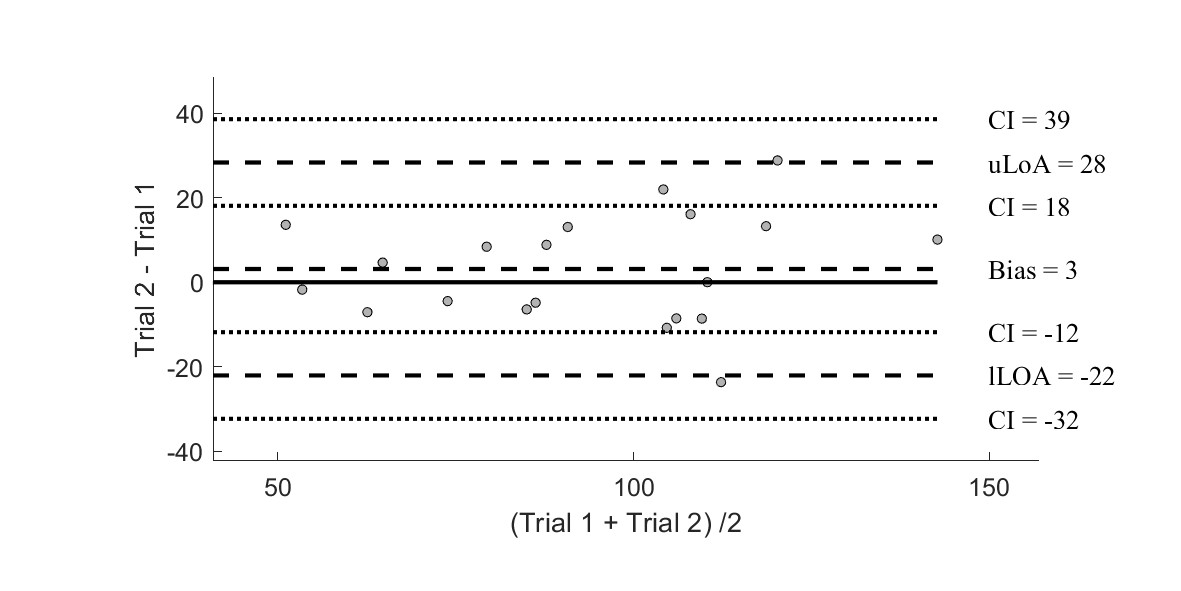 40
20
0
-20
-40
Trial 2 - Trial 1
CI = 39
uLoA = 28
CI = 18
Bias = 3
CI = -12
lLOA = -22
CI = -32
50 100 150
(Trial 1 + Trial 2) /2